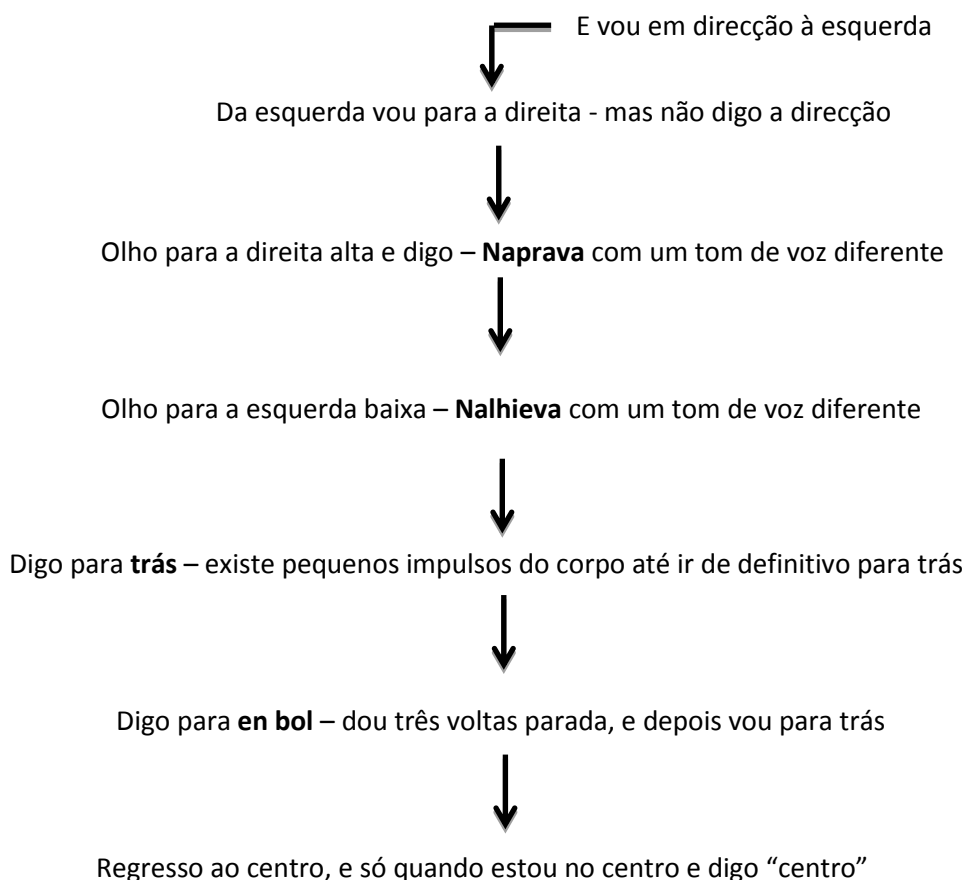 E vou em direcção à esquerda
Da esquerda vou para a direita - mas não digo a direcção
Olho para a direita alta e digo – Naprava com um tom de voz diferente
Olho para a esquerda baixa – Nalhieva com um tom de voz diferente
Digo para trás – existe pequenos impulsos do corpo até ir de definitivo para trás
Digo para en bol – dou três voltas parada, e depois vou para trás
Regresso ao centro, e só quando estou no centro e digo “centro”